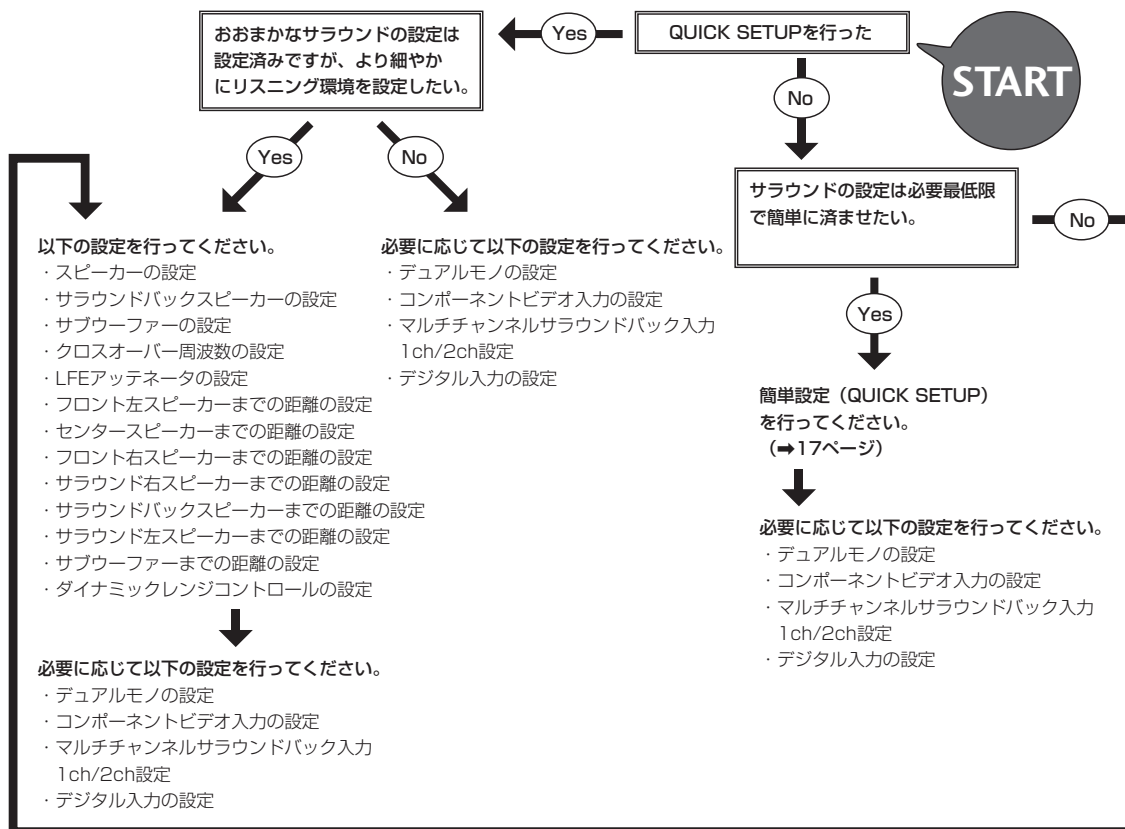 START
QUICK SETUPを行った
Yes
おおまかなサラウンドの設定は
設定済みですが、より細やか
にリスニング環境を設定したい。
No
サラウンドの設定は必要最低限
で簡単に済ませたい。
No
Yes
No
Yes
以下の設定を行ってください。
・スピーカーの設定
・サラウンドバックスピーカーの設定
・サブウーファーの設定
・クロスオーバー周波数の設定
・LFEアッテネータの設定
・フロント左スピーカーまでの距離の設定
・センタースピーカーまでの距離の設定
・フロント右スピーカーまでの距離の設定
・サラウンド右スピーカーまでの距離の設定
・サラウンドバックスピーカーまでの距離の設定
・サラウンド左スピーカーまでの距離の設定
・サブウーファーまでの距離の設定
・ダイナミックレンジコントロールの設定
必要に応じて以下の設定を行ってください。
・デュアルモノの設定
・コンポーネントビデオ入力の設定
・マルチチャンネルサラウンドバック入力
1ch/2ch設定
・デジタル入力の設定
必要に応じて以下の設定を行ってください。
・デュアルモノの設定
・コンポーネントビデオ入力の設定
・マルチチャンネルサラウンドバック入力
1ch/2ch設定
・デジタル入力の設定
簡単設定（QUICK SETUP）
を行ってください。
（➡17ページ）
必要に応じて以下の設定を行ってください。
・デュアルモノの設定
・コンポーネントビデオ入力の設定
・マルチチャンネルサラウンドバック入力
1ch/2ch設定
・デジタル入力の設定